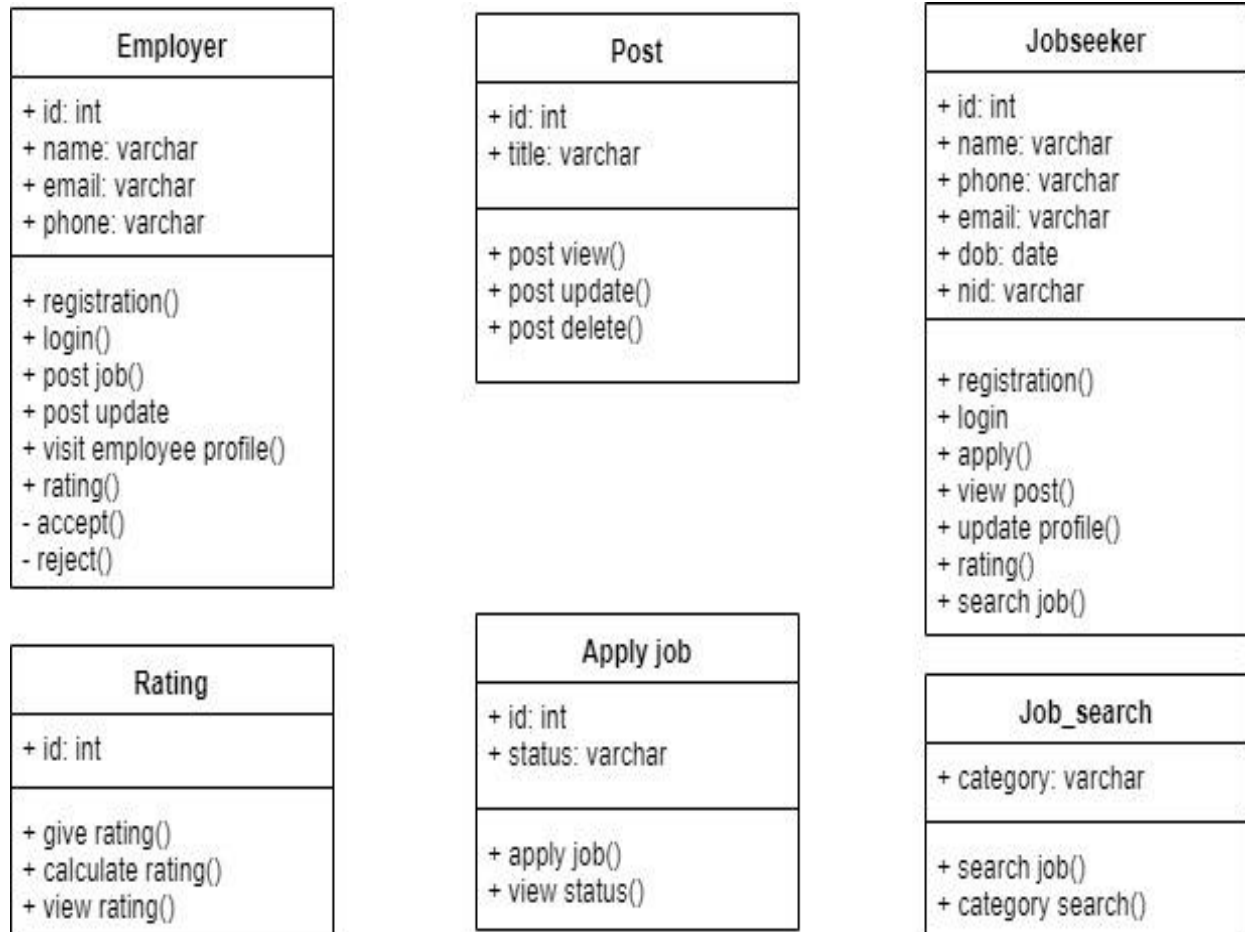 Employer
+ id: int
+ name: varchar
+ email: varchar
+ phone: varchar
+ registration()
+ login()
+ post job()
+ post update
+ visit employee profile()
+ rating()
- accept()
- reject()
Post
+ id: int
+ title: varchar
+ post view()
+ post update()
+ post delete()
Jobseeker
+ id: int
+ name: varchar
+ phone: varchar
+ email: varchar
+ dob: date
+ nid: varchar
+ registration()
+ login
+ apply()
+ view post()
+ update profile()
+ rating()
+ search job()
Rating
+ id: int
+ give rating()
+ calculate rating()
+ view rating()
Apply job
+ id: int
+ status: varchar
+ apply job()
+ view status()
Job_search
+ category: varchar
+ search job()
+ category search()